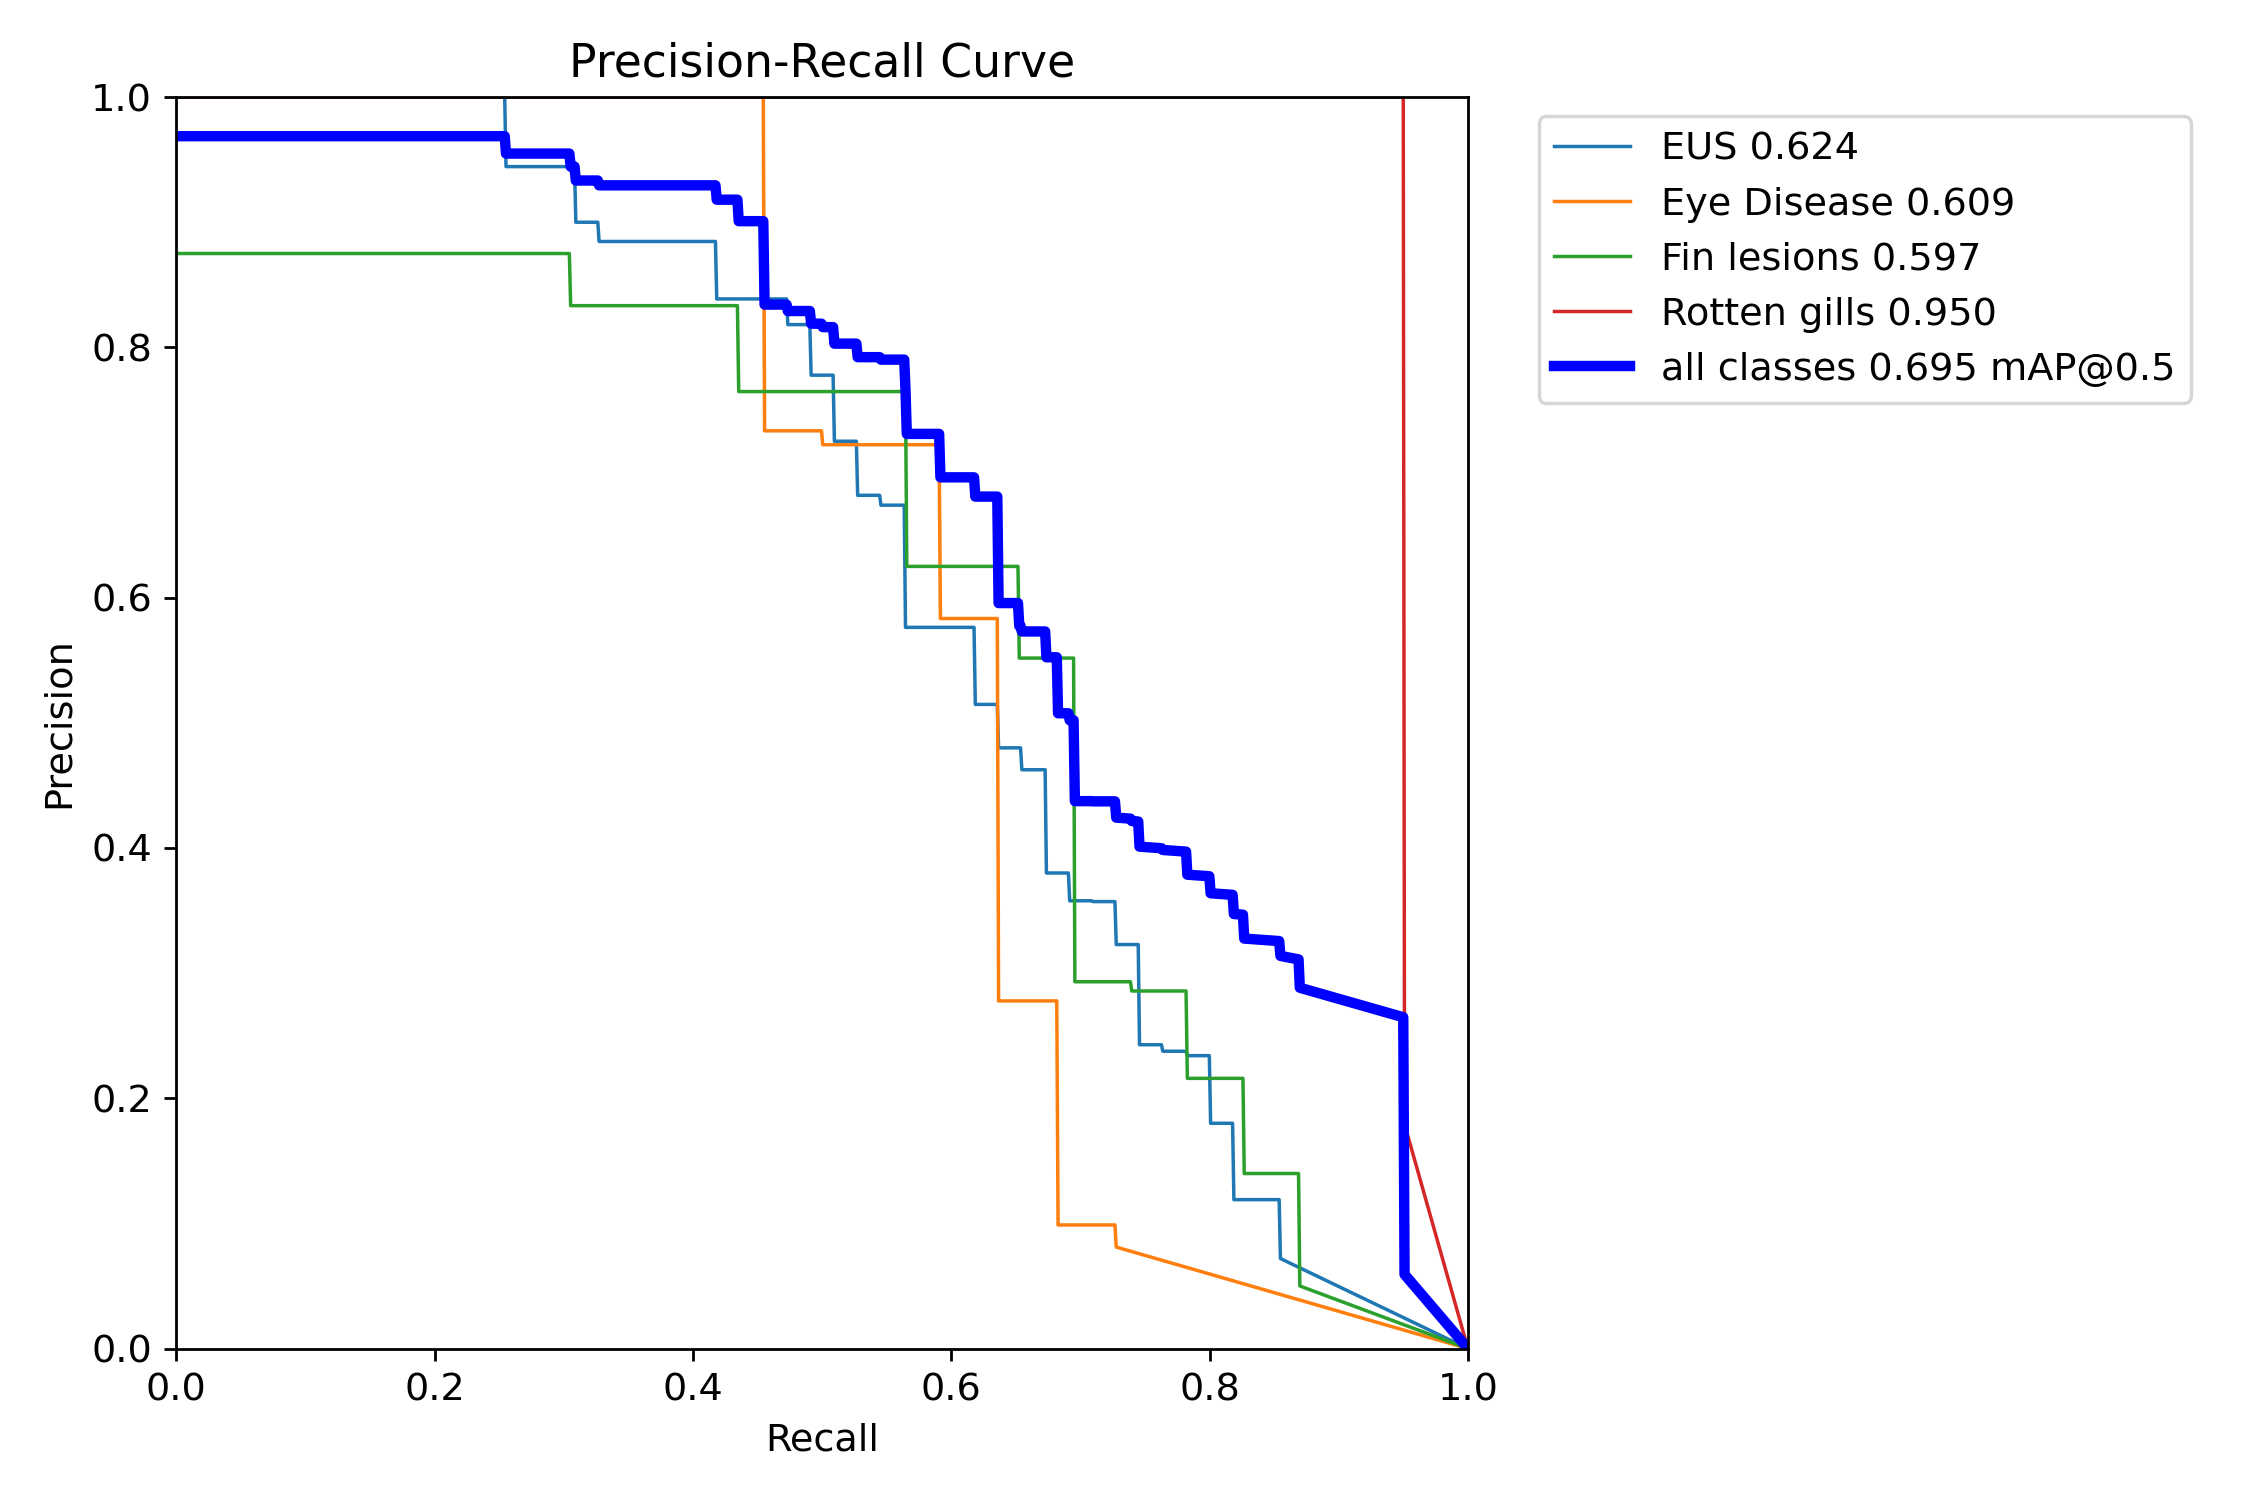 Precision-Recall Curve
1.0
0.8
0.6
0.4
0.2
0.0
Precision
0.0 0.2 0.4 0.6 0.8 1.0
Recall
EUS 0.624
Eye Disease 0.609
Fin lesions 0.597
Rotten gills 0.950
all classes 0.695 mAP@0.5